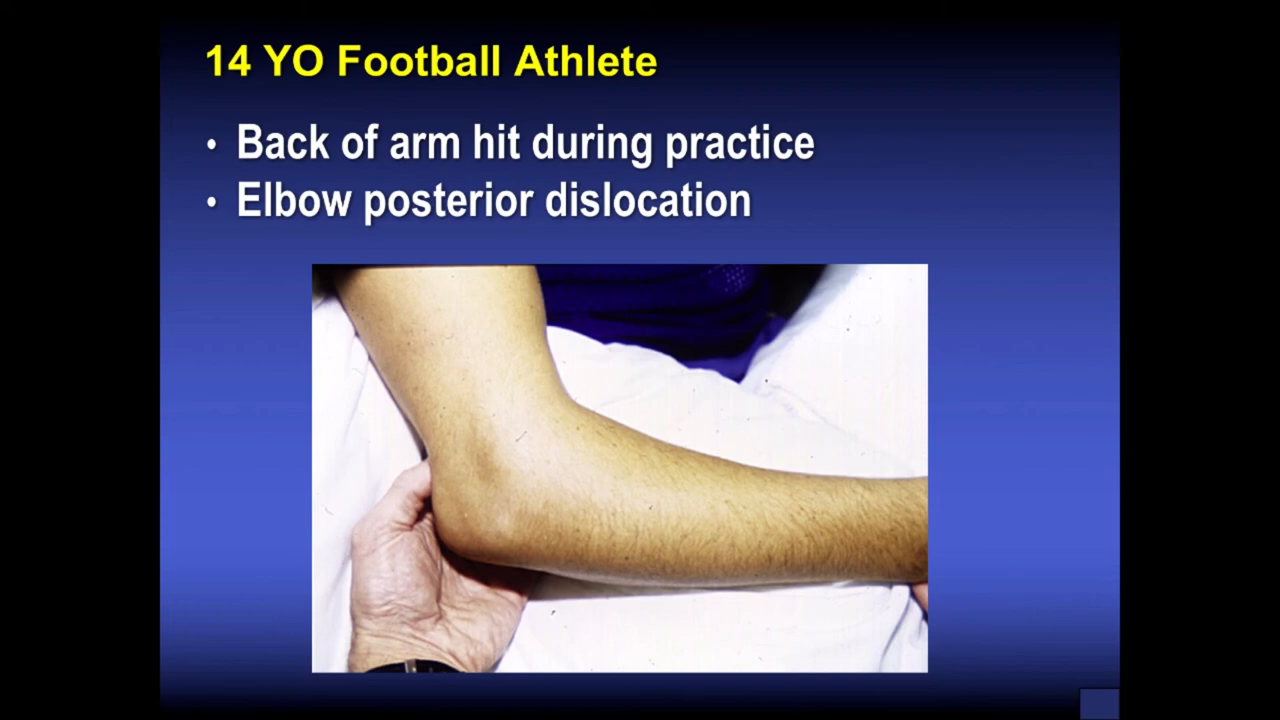 14 YO Football Athlete
• Back of arm hit during practice
• Elbow posterior dislocation